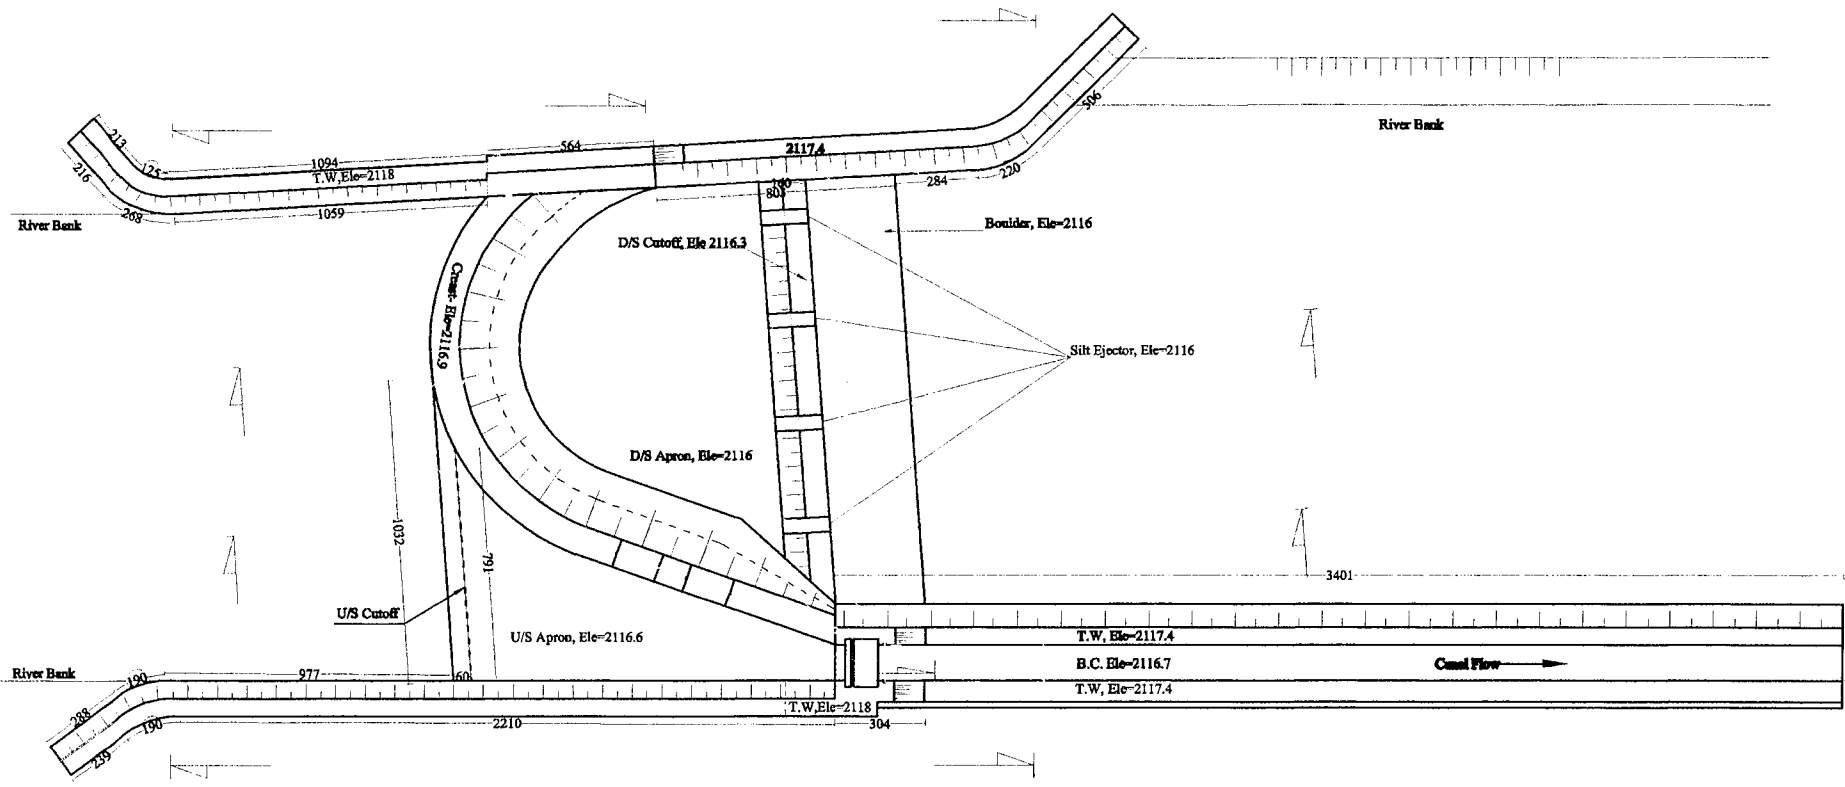 213
125
1094
564
2117.4
506
River Bank
T.W,Ele=2118
216
268
1059
River Bank
160
803
284
220
D/S Cutoff, Ele 2116.3
Boulder, Ele=2116
Crest- Ele=2116.9
Silt Ejector, Ele=2116
D/S Apron, Ele=2116
1032
791
3401
U/S Cutoff
U/S Apron, Ele=2116.6
T.W, Ele=2117.4
B.C. Ele=2116.7
Canal Flow
River Bank
190
977
60
T.W, Ele=2117.4
T.W,Ele=2118
288
190
2210
304
239